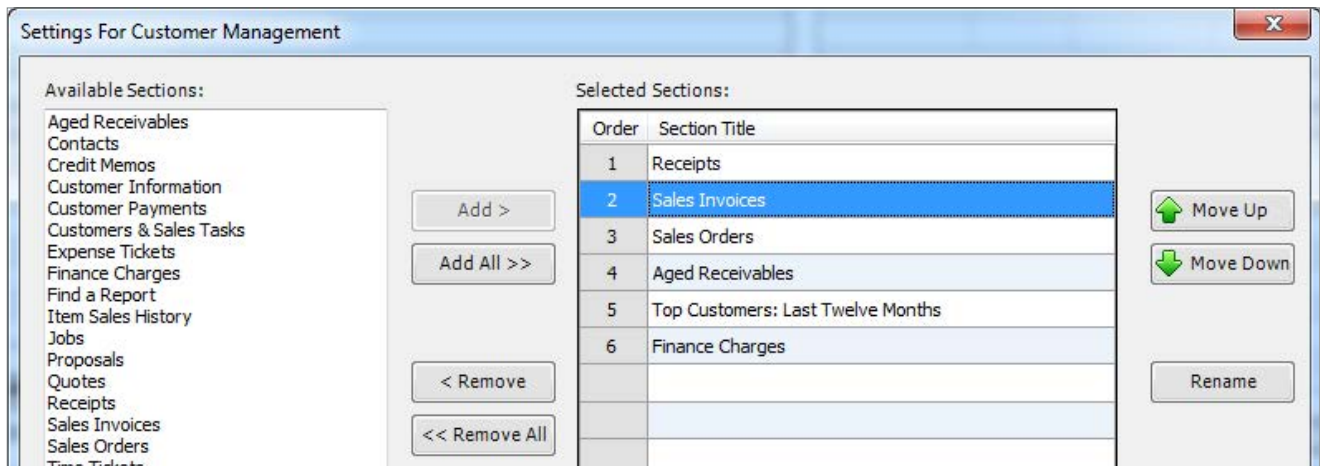 Settings For Customer Management
Available Sections:
Aged Receivables
Contacts
Credit Memos
Customer Information
Customer Payments
Customers & Sales Tasks
Expense Tickets
Finance Charges
Find a Report
Item Sales History
Jobs
Proposals
Quotes
Receipts
Sales Invoices
Sales Orders
Time Tickets
Add >
Add All >>
< Remove
<< Remove All
Selected Sections:
Order Section Title
1 Receipts
2 Sales Invoices
3 Sales Orders
4 Aged Receivables
5 Top Customers: Last Twelve Months
6 Finance Charges
Move Up
Move Down
Rename